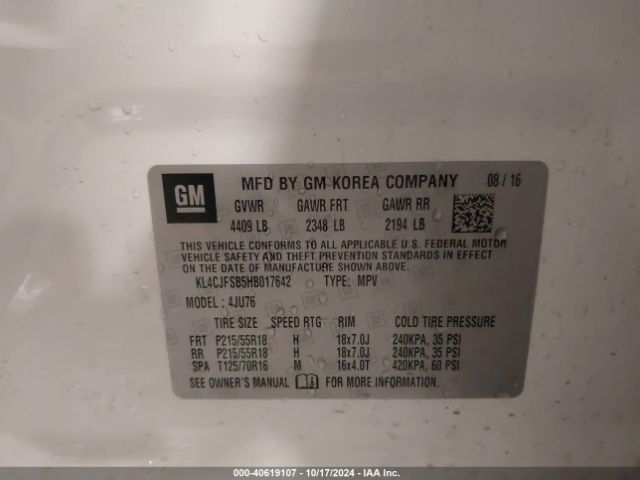 GM MFD BY GM KOREA COMPANY 08 / 16
GVWR GAWR FRT GAWR RR
4409 LB 2348 LB 2194 LB
THIS VEHICLE CONFORMS TO ALL APPLICABLE U.S. FEDERAL MOTOR
VEHICLE SAFETY AND THEFT PREVENTION STANDARDS IN EFFECT
ON THE DATE OF MANUFACTURE SHOWN ABOVE.
KL4CJFSB5HB017642 TYPE: MPV
MODEL : 4JU76
TIRE SIZE SPEED RTG RIM COLD TIRE PRESSURE
FRT P215/55R18 H 18x7.0J 240KPA, 35 PSI
RR P215/55R18 H 18x7.0J 240KPA, 35 PSI
SPA T125/70R16 M 16x4.0T 420KPA, 60 PSI
SEE OWNER'S MANUAL FOR MORE INFORMATION.
000-40619107 - 10/17/2024 - IAA Inc.